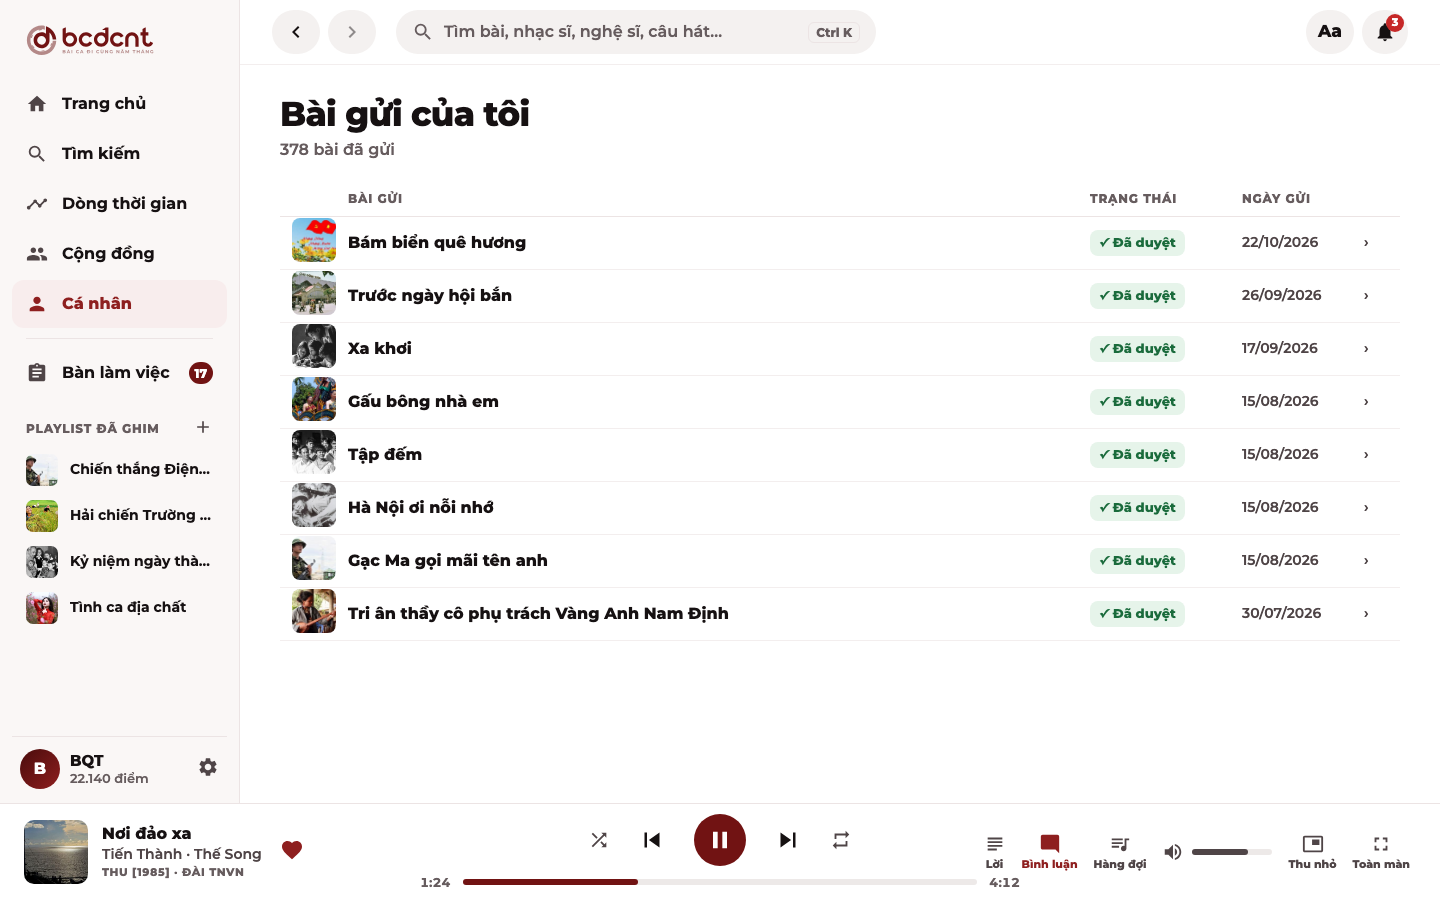 bcdcnt
BÀI CA ĐI CÙNG NĂM THÁNG
Tìm bài, nhạc sĩ, nghệ sĩ, câu hát...
Ctrl K
Aa
3
Trang chủ
Tìm kiếm
Dòng thời gian
Cộng đồng
Cá nhân
Bàn làm việc
17
PLAYLIST ĐÃ GHIM
Chiến thắng Điện...
Hải chiến Trường ...
Kỷ niệm ngày thà...
Tình ca địa chất
B
BQT
22.140 điểm
Bài gửi của tôi
378 bài đã gửi
BÀI GỬI TRẠNG THÁI NGÀY GỬI
Bám biển quê hương ✓ Đã duyệt 22/10/2026 ›
Trước ngày hội bắn ✓ Đã duyệt 26/09/2026 ›
Xa khơi ✓ Đã duyệt 17/09/2026 ›
Gấu bông nhà em ✓ Đã duyệt 15/08/2026 ›
Tập đếm ✓ Đã duyệt 15/08/2026 ›
Hà Nội ơi nỗi nhớ ✓ Đã duyệt 15/08/2026 ›
Gạc Ma gọi mãi tên anh ✓ Đã duyệt 15/08/2026 ›
Tri ân thầy cô phụ trách Vàng Anh Nam Định ✓ Đã duyệt 30/07/2026 ›
Nơi đảo xa
Tiến Thành · Thế Song
THU [1985] · ĐÀI TNVN
1:24
4:12
Lời
Bình luận
Hàng đợi
Thu nhỏ
Toàn màn